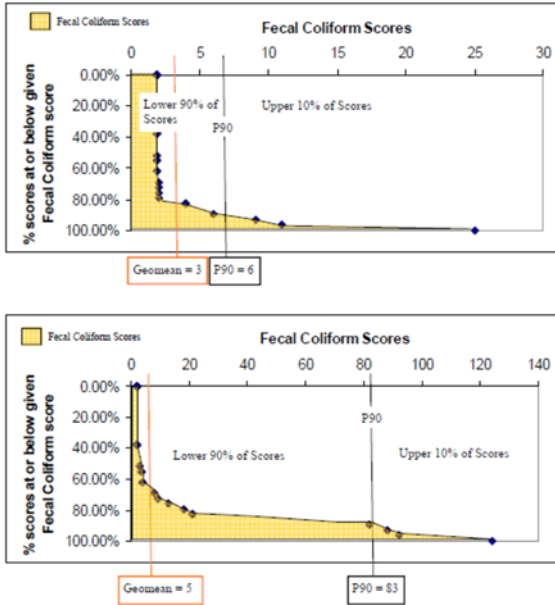 Fecal Coliform Scores
Fecal Coliform Scores
0 5 10 15 20 25 30
% scores at or below given
Fecal Coliform score
0.00%
20.00%
40.00%
60.00%
80.00%
100.00%
Lower 90% of
Scores
P90
Upper 10% of Scores
Geomean = 3
P90 = 6
Fecal Coliform Scores
Fecal Coliform Scores
0 20 40 60 80 100 120 140
% scores at or below given
Fecal Coliform score
0.00%
20.00%
40.00%
60.00%
80.00%
100.00%
Lower 90% of Scores
P90
Upper 10% of Scores
Geomean = 5
P90 = 83